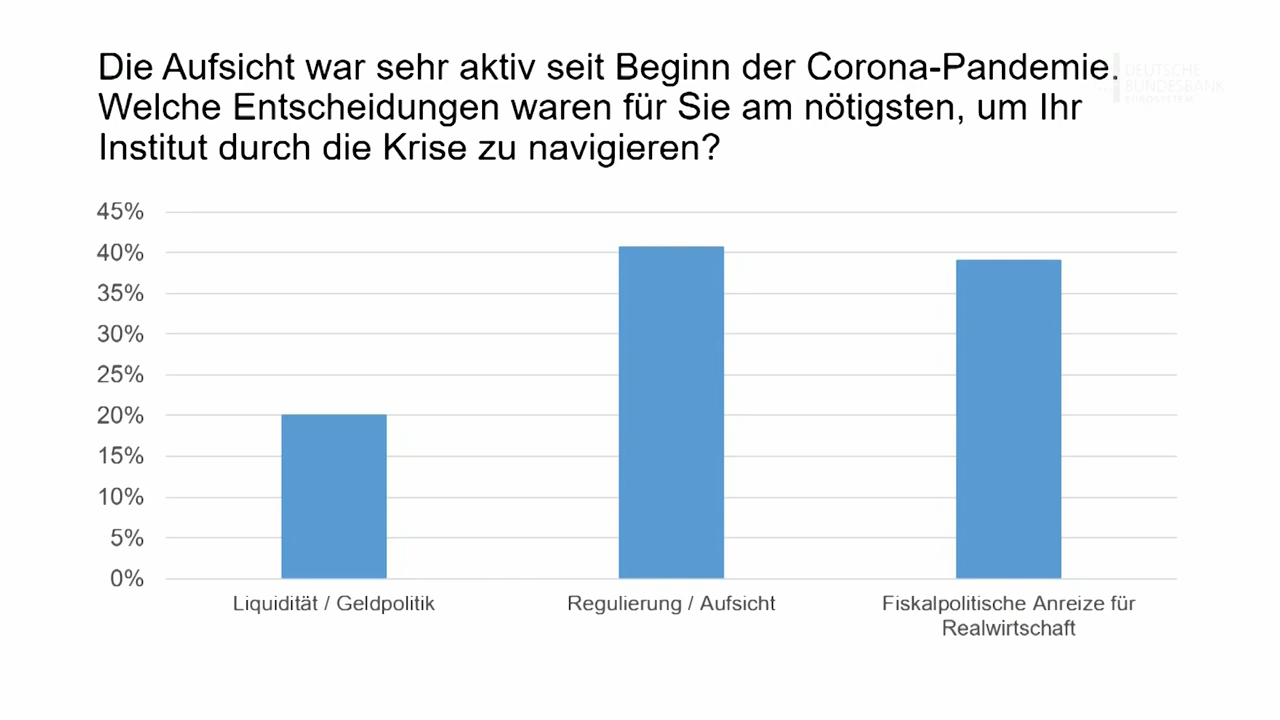 Die Aufsicht war sehr aktiv seit Beginn der Corona-Pandemie.
Welche Entscheidungen waren für Sie am nötigsten, um Ihr
Institut durch die Krise zu navigieren?
DEUTSCHE
BUNDESBANK
EUROSYSTEM
45%
40%
35%
30%
25%
20%
15%
10%
5%
0%
Liquidität / Geldpolitik
Regulierung / Aufsicht
Fiskalpolitische Anreize für
Realwirtschaft